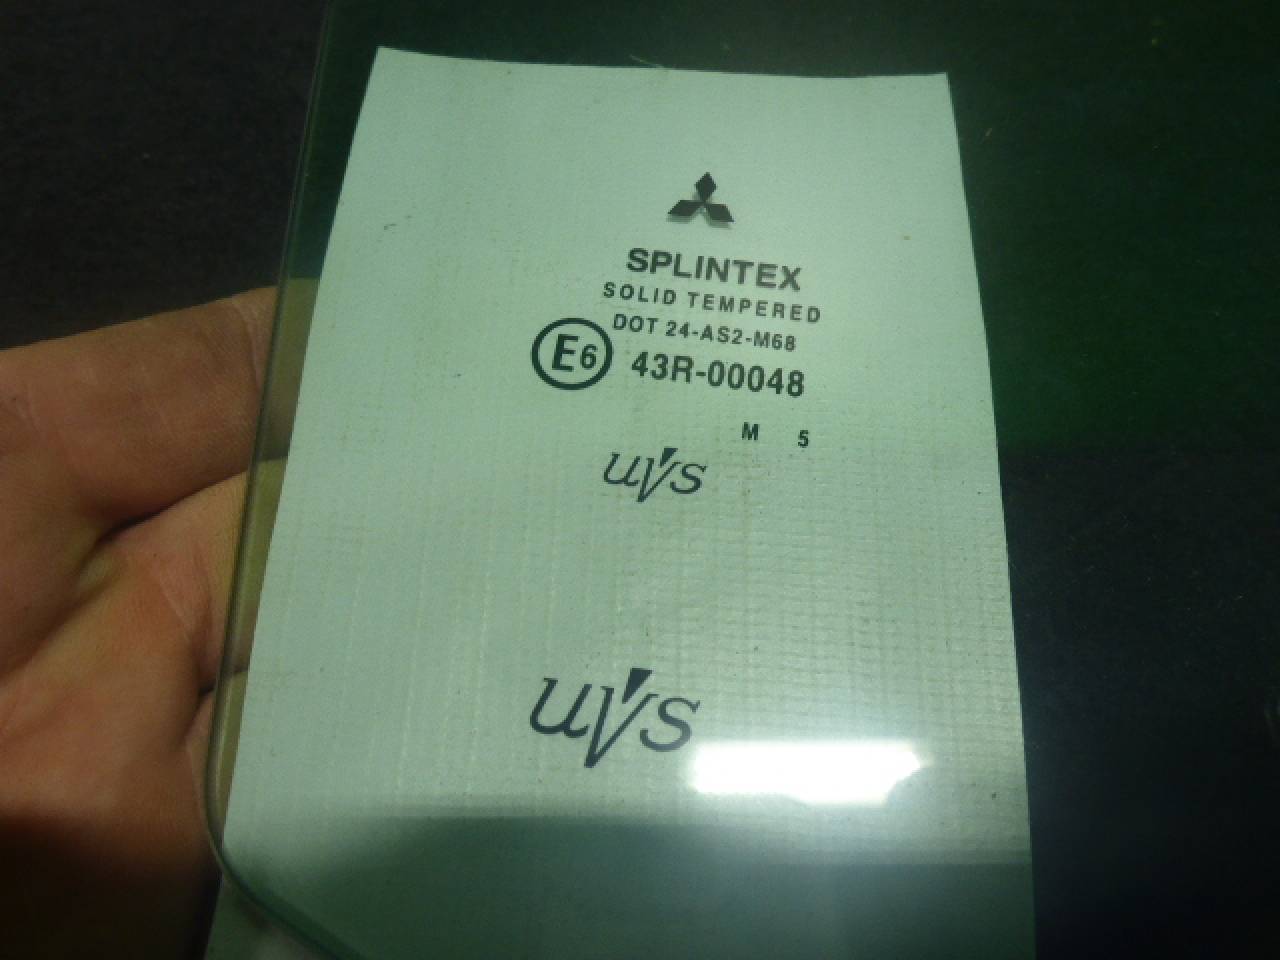 SPLINTEX
SOLID TEMPERED
DOT 24-AS2-M68
E6 43R-00048
M 5
uvs
uvs